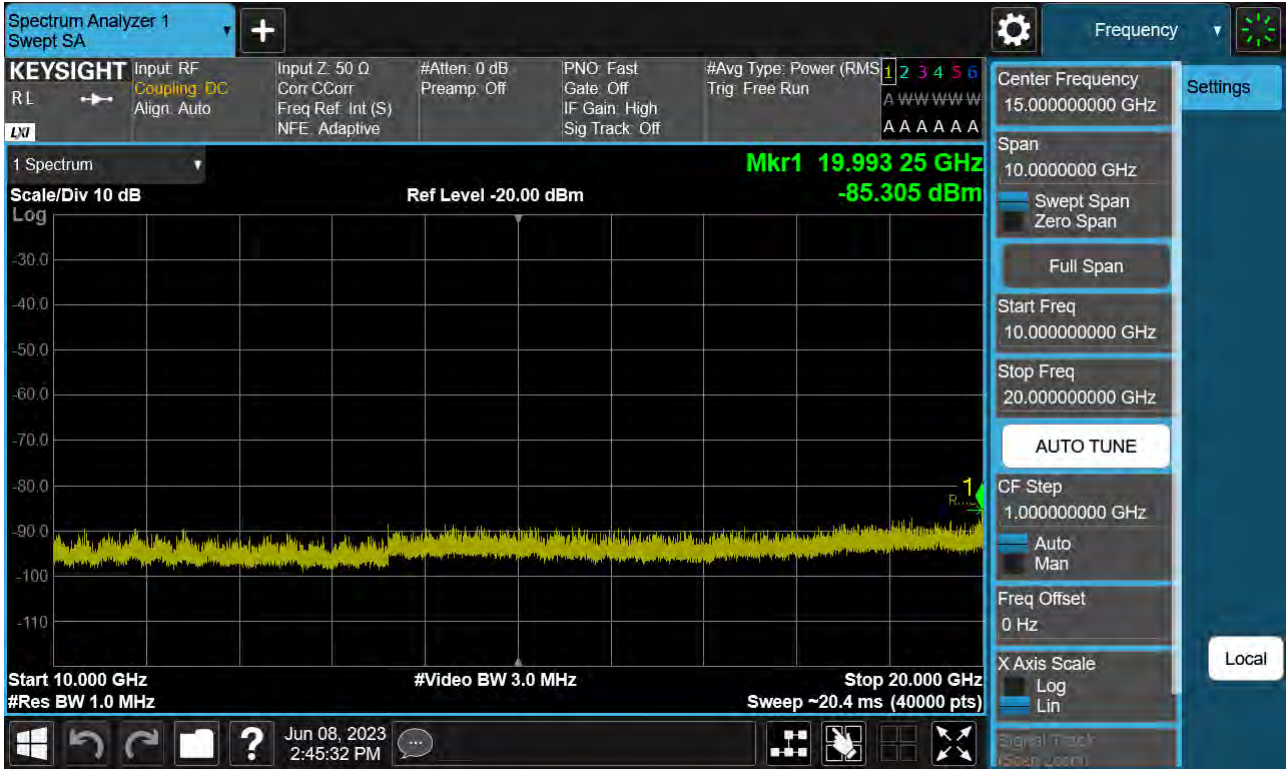 Spectrum Analyzer 1
Swept SA
+
Frequency
KEYSIGHT
RL
LXI
Input: RF
Coupling: DC
Align: Auto
Input Z: 50 Ω
Corr CCorr
Freq Ref: Int (S)
NFE: Adaptive
#Atten: 0 dB
Preamp: Off
PNO: Fast
Gate: Off
IF Gain: High
Sig Track: Off
#Avg Type: Power (RMS
Trig: Free Run
1 2 3 4 5 6
A W W W W W
A A A A A A
1 Spectrum
Mkr1 19.993 25 GHz
Scale/Div 10 dB
Ref Level -20.00 dBm
-85.305 dBm
Log
-30.0
-40.0
-50.0
-60.0
-70.0
-80.0
-90.0
-100
-110
1
R...
Start 10.000 GHz
#Video BW 3.0 MHz
Stop 20.000 GHz
#Res BW 1.0 MHz
Sweep ~20.4 ms (40000 pts)
Center Frequency
15.000000000 GHz
Settings
Span
10.0000000 GHz
Swept Span
Zero Span
Full Span
Start Freq
10.000000000 GHz
Stop Freq
20.000000000 GHz
AUTO TUNE
CF Step
1.000000000 GHz
Auto
Man
Freq Offset
0 Hz
X Axis Scale
Log
Lin
Local
Signal Track
(Span Zoom)
?
Jun 08, 2023
2:45:32 PM